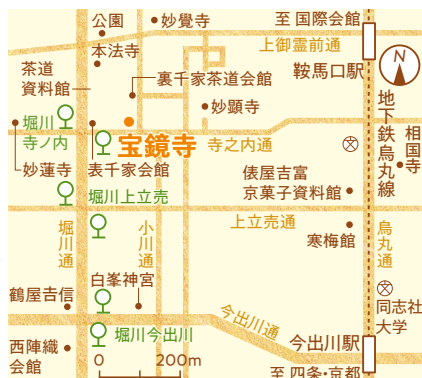 公園
妙覺寺
至 国際会館
本法寺
上御霊前通
茶道
資料館
裏千家茶道会館
鞍馬口駅
N
堀川
寺ノ内
妙顕寺
地下鉄烏丸線
相国寺
宝鏡寺
寺之内通
文
妙蓮寺
表千家会館
俵屋吉富
京菓子資料館
堀川上立売
堀川通
小川通
上立売通
寒梅館
烏丸通
白峯神宮
鶴屋吉信
今出川通
文
同志社
大学
堀川今出川
西陣織
会館
今出川駅
0 200m
至 四条・京都